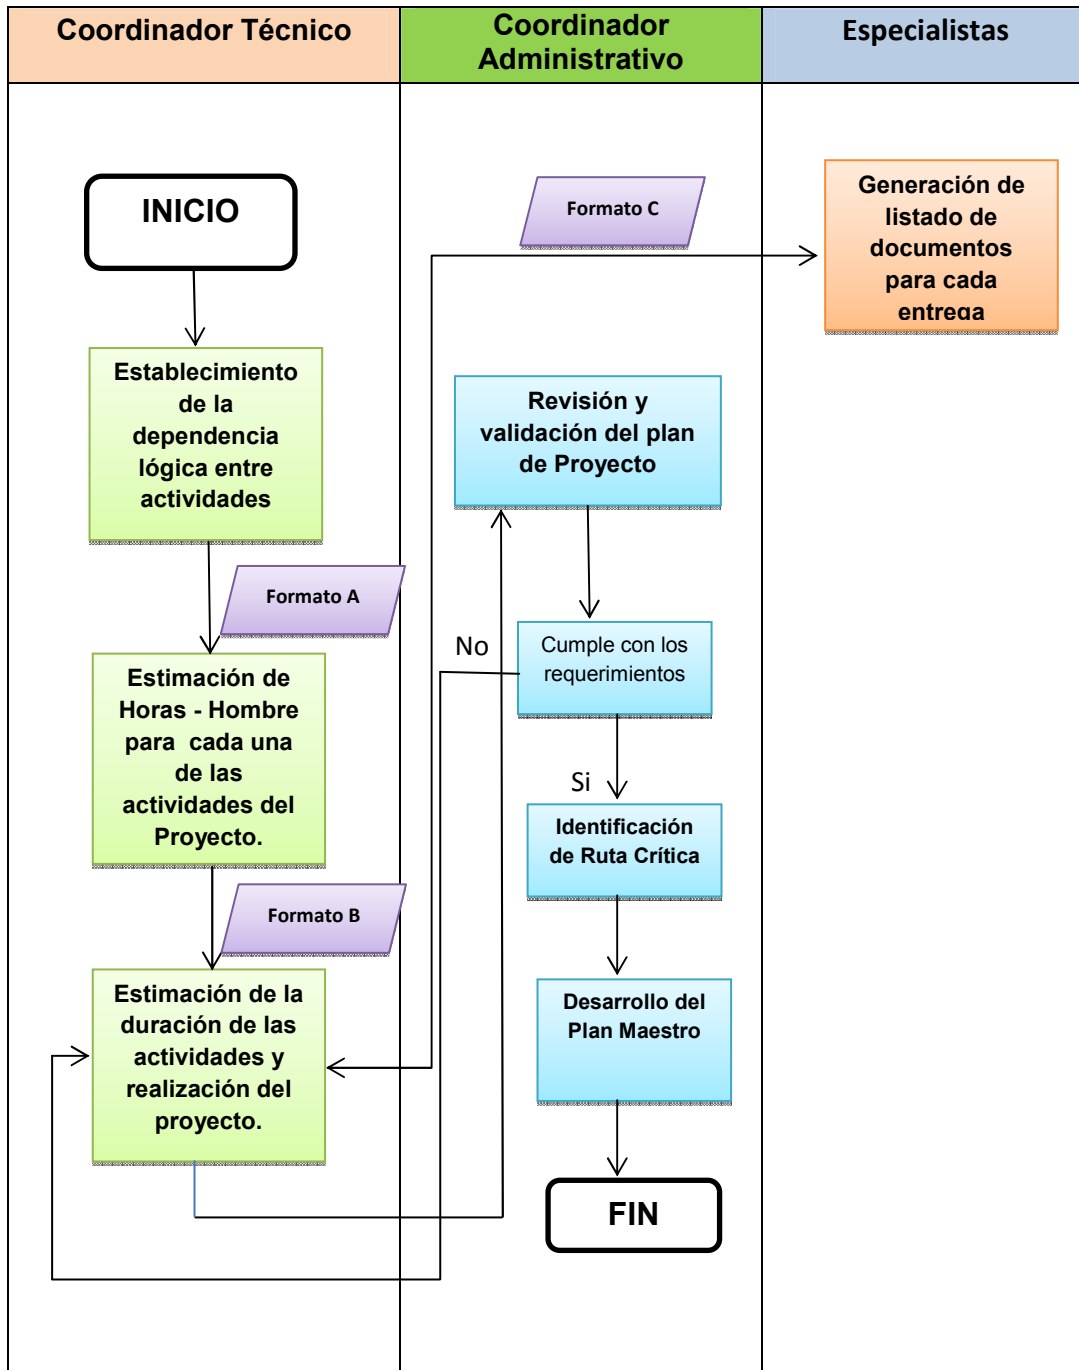 Coordinador Técnico
Coordinador
Administrativo
Especialistas
INICIO
Establecimiento
de la
dependencia
lógica entre
actividades
Formato A
Estimación de
Horas - Hombre
para cada una
de las
actividades del
Proyecto.
Formato B
Estimación de la
duración de las
actividades y
realización del
proyecto.
Formato C
Revisión y
validación del plan
de Proyecto
No
Cumple con los
requerimientos
Si
Identificación
de Ruta Crítica
Desarrollo del
Plan Maestro
FIN
Generación de
listado de
documentos
para cada
entrega